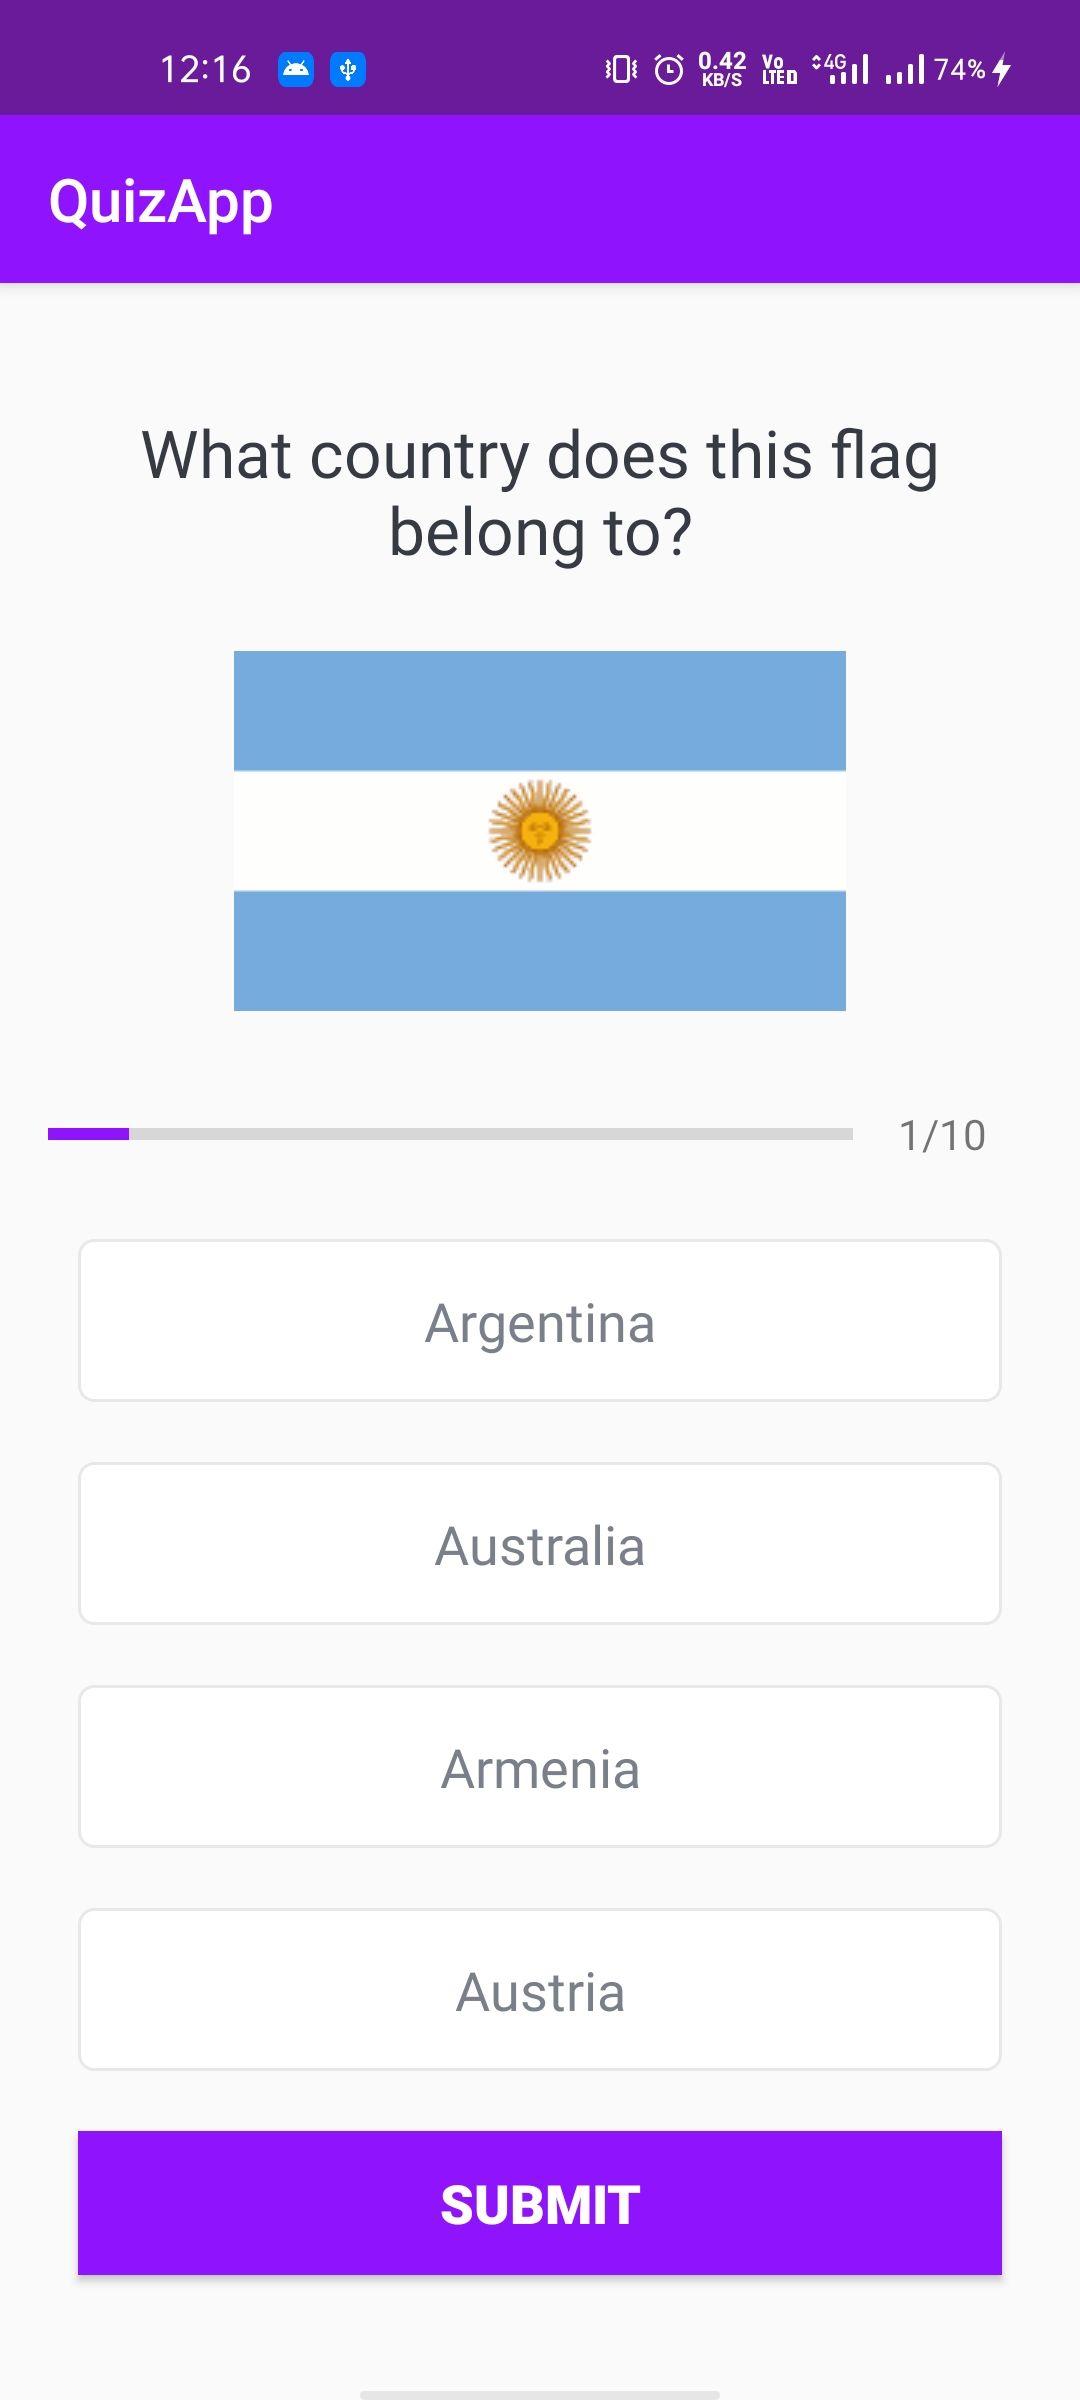 12:16
0.42
KB/S
Vo
LTE
4G
74%
QuizApp
What country does this flag
belong to?
1/10
Argentina
Australia
Armenia
Austria
SUBMIT